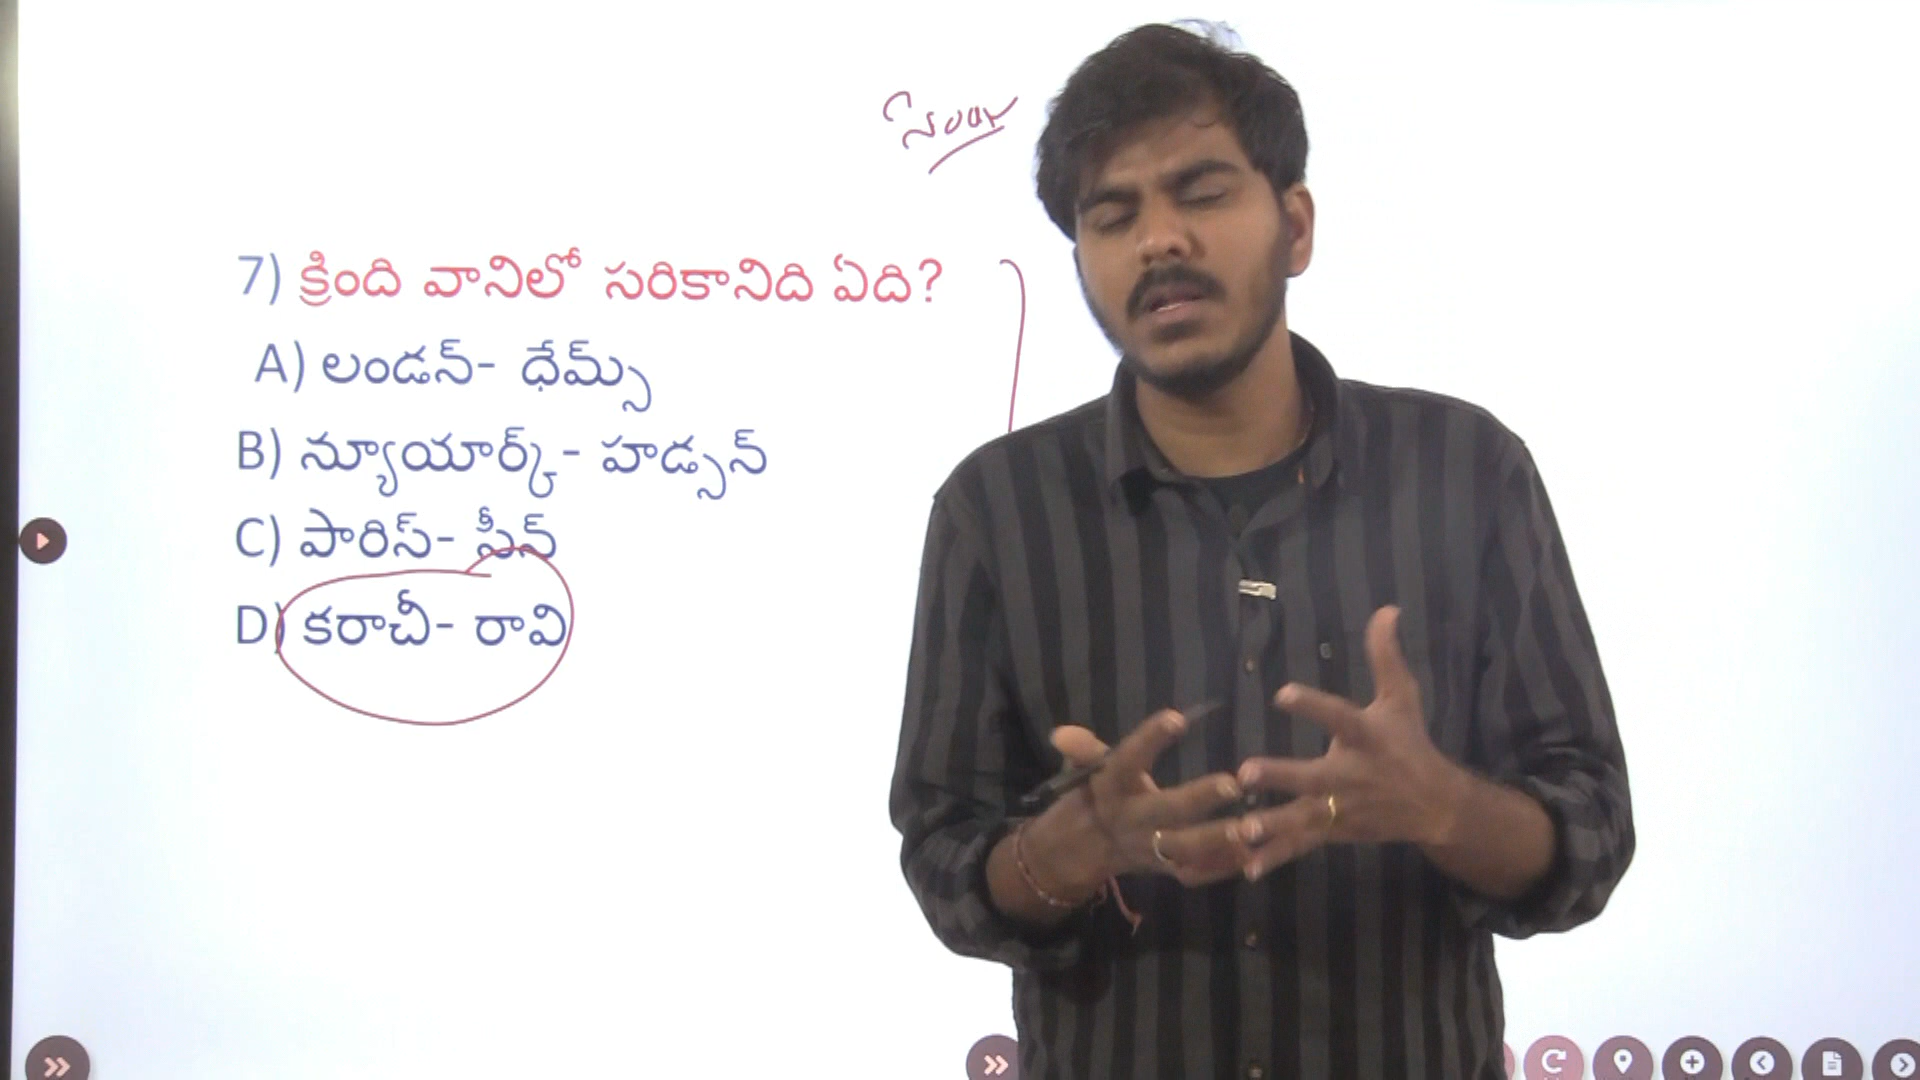 7) క్రింది వానిలో సరికానిది ఏది?
A) లండన్- థేమ్స్
B) న్యూయార్క్- హడ్సన్
C) పారిస్- సీన్
D) కరాచీ- రావి